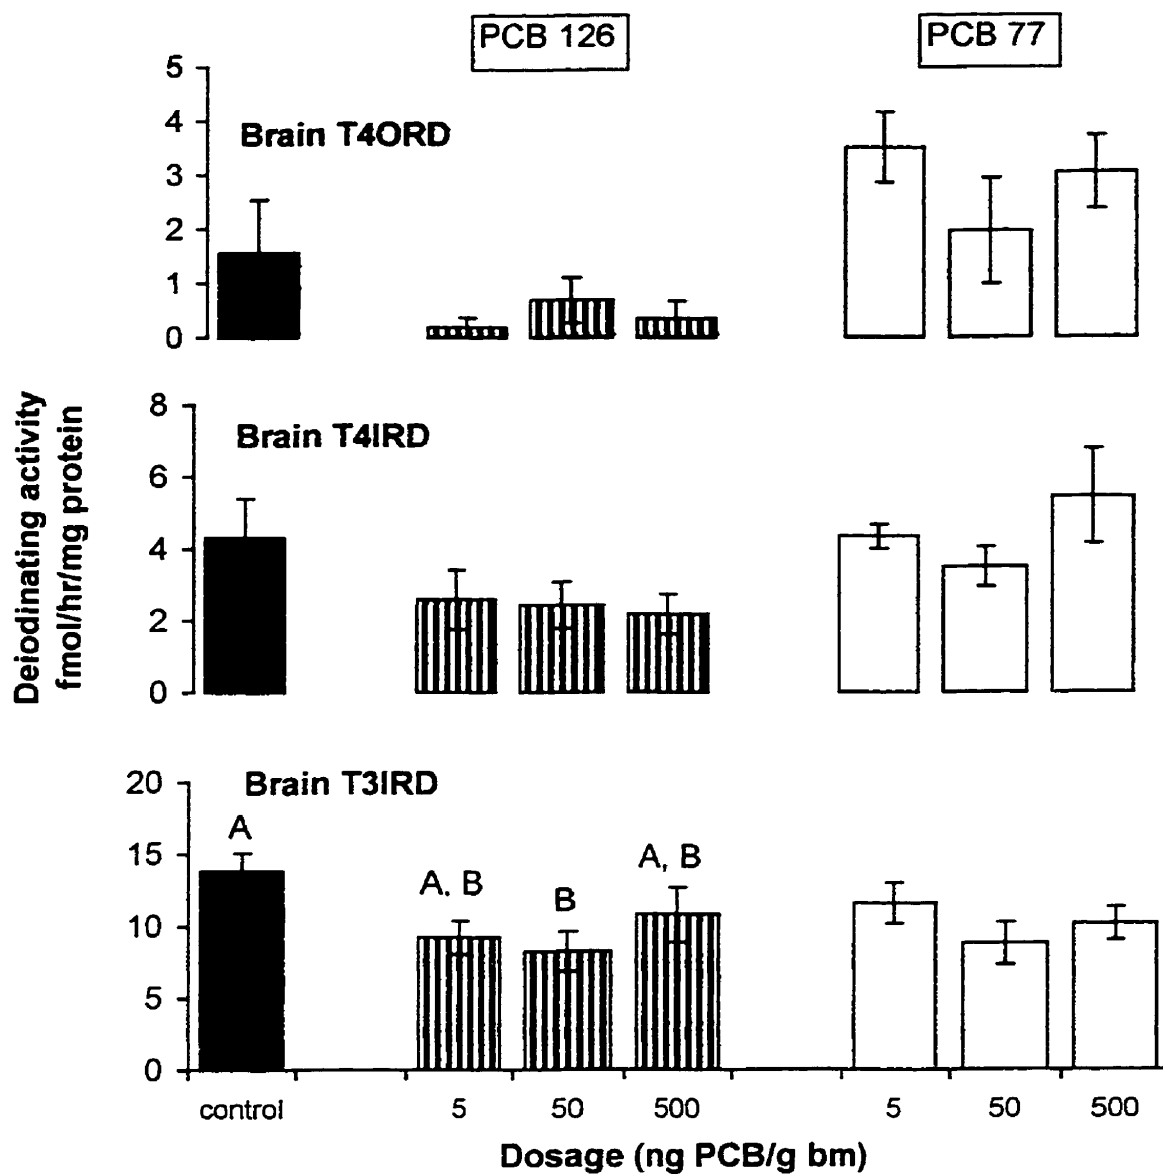 PCB 126
PCB 77
5
4
3
2
1
0
Brain T4ORD
8
6
4
2
0
Brain T4IRD
Deiodinating activity
fmol/hr/mg protein
20
15
10
5
0
Brain T3IRD
A
A. B
B
A, B
control
5
50
500
5
50
500
Dosage (ng PCB/g bm)